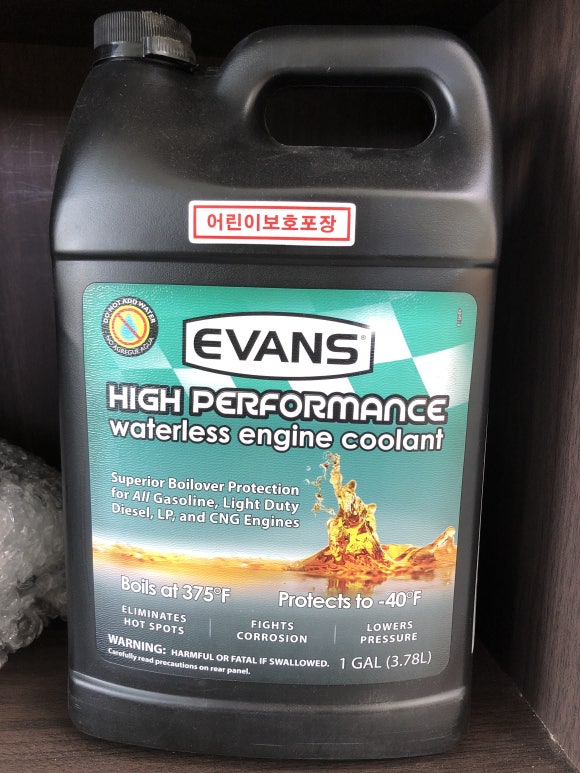 어린이보호포장
DO NOT ADD WATER
NO AGREGUE AGUA
EVANS
HIGH PERFORMANCE
waterless engine coolant
Superior Boilover Protection
for All Gasoline, Light Duty
Diesel, LP, and CNG Engines
Boils at 375°F
Protects to -40°F
ELIMINATES
HOT SPOTS
FIGHTS
CORROSION
LOWERS
PRESSURE
WARNING: HARMFUL OR FATAL IF SWALLOWED.
Carefully read precautions on rear panel.
1 GAL (3.78L)